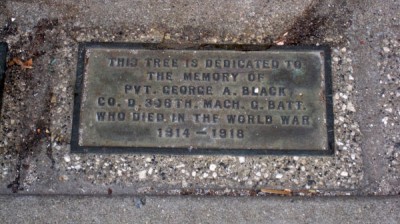 THIS TREE IS DEDICATED TO
THE MEMORY OF
PVT. GEORGE A. BLACK
CO. D. 338TH. MACH. G. BATT.
WHO DIED IN THE WORLD WAR
1914 - 1918